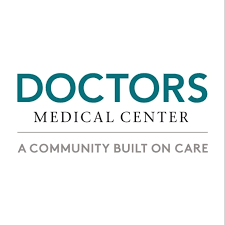 DOCTORS
MEDICAL CENTER
A COMMUNITY BUILT ON CARE